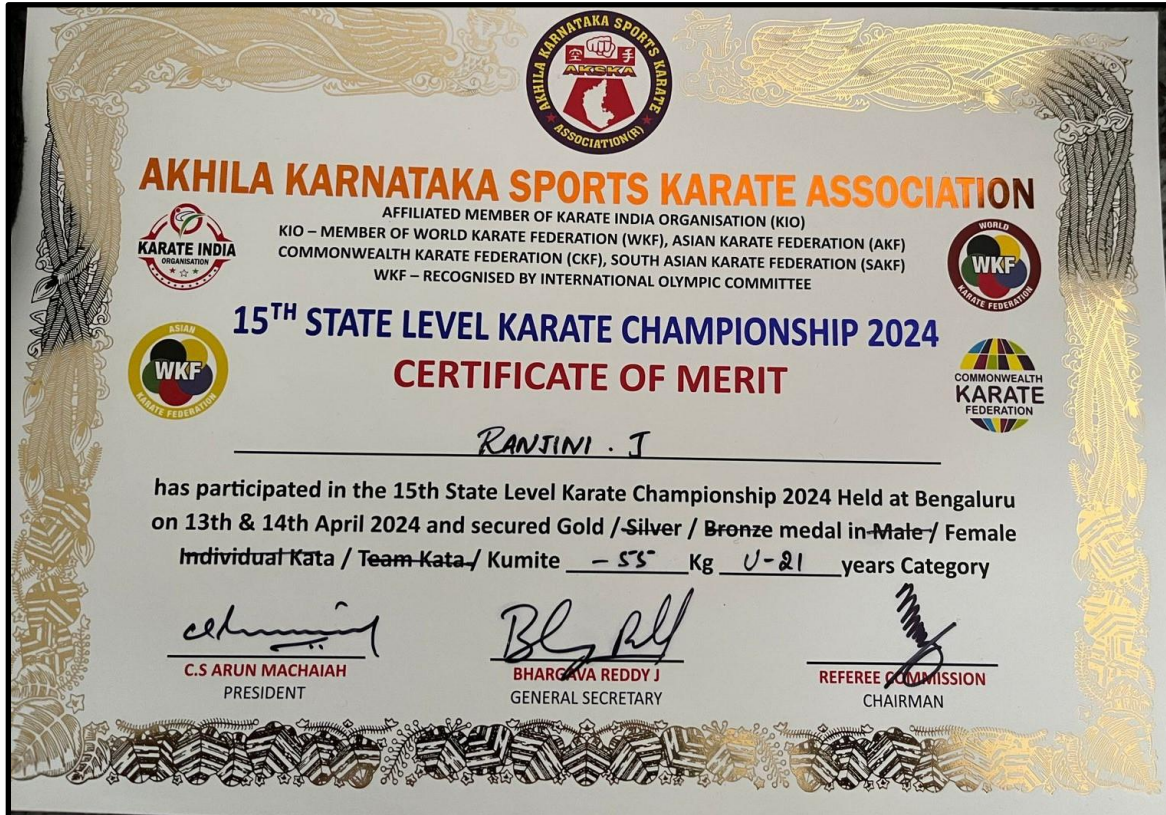 AKHILA KARNATAKA SPORTS KARATE
空 手
AKSKA
ASSOCIATION(R)
AKHILA KARNATAKA SPORTS KARATE ASSOCIATION
AFFILIATED MEMBER OF KARATE INDIA ORGANISATION (KIO)
KIO – MEMBER OF WORLD KARATE FEDERATION (WKF), ASIAN KARATE FEDERATION (AKF)
COMMONWEALTH KARATE FEDERATION (CKF), SOUTH ASIAN KARATE FEDERATION (SAKF)
WKF – RECOGNISED BY INTERNATIONAL OLYMPIC COMMITTEE
KARATE INDIA
ORGANISATION
WORLD
WKF
KARATE FEDERATION
15TH STATE LEVEL KARATE CHAMPIONSHIP 2024
CERTIFICATE OF MERIT
ASIAN
WKF
KARATE FEDERATION
COMMONWEALTH
KARATE
FEDERATION
RANJINI . J
has participated in the 15th State Level Karate Championship 2024 Held at Bengaluru
on 13th & 14th April 2024 and secured Gold / Silver / Bronze medal in Male / Female
Individual Kata / Team Kata / Kumite – 55 Kg U-21 years Category
C.S ARUN MACHAIAH
PRESIDENT
BHARGAVA REDDY J
GENERAL SECRETARY
REFEREE COMMISSION
CHAIRMAN